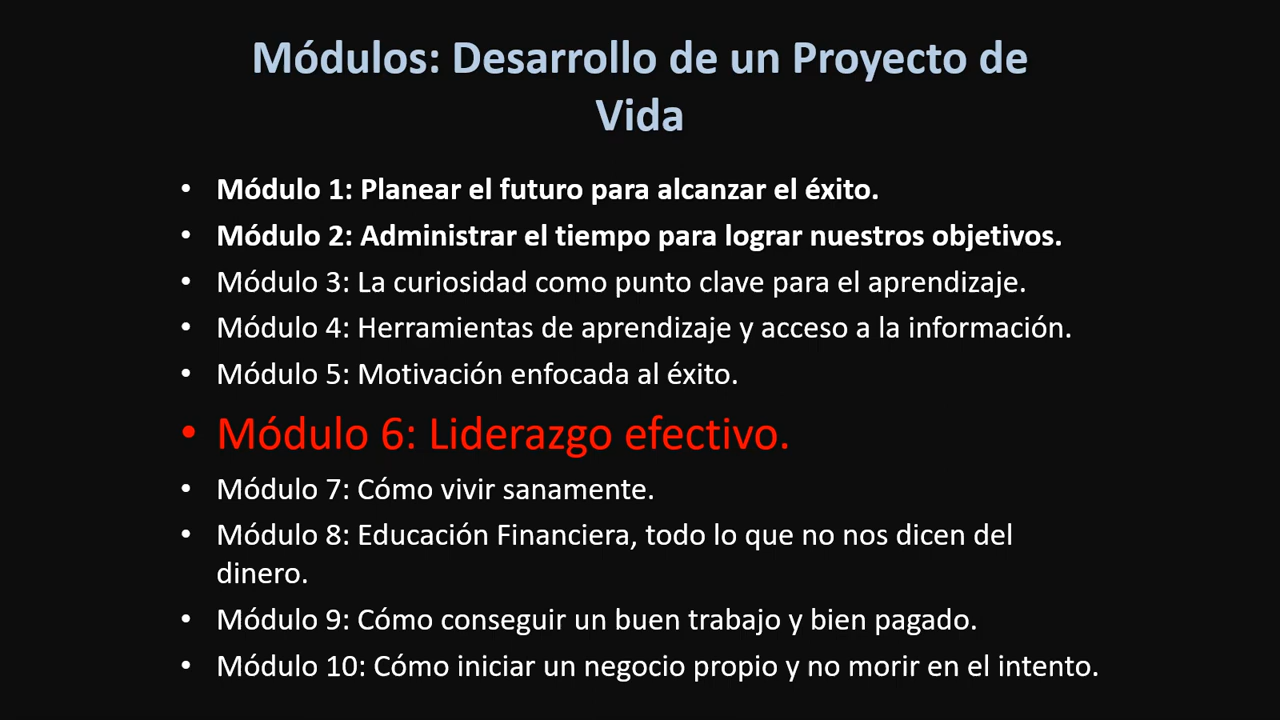 Módulos: Desarrollo de un Proyecto de
Vida
• Módulo 1: Planear el futuro para alcanzar el éxito.
• Módulo 2: Administrar el tiempo para lograr nuestros objetivos.
• Módulo 3: La curiosidad como punto clave para el aprendizaje.
• Módulo 4: Herramientas de aprendizaje y acceso a la información.
• Módulo 5: Motivación enfocada al éxito.
• Módulo 6: Liderazgo efectivo.
• Módulo 7: Cómo vivir sanamente.
• Módulo 8: Educación Financiera, todo lo que no nos dicen del
dinero.
• Módulo 9: Cómo conseguir un buen trabajo y bien pagado.
• Módulo 10: Cómo iniciar un negocio propio y no morir en el intento.